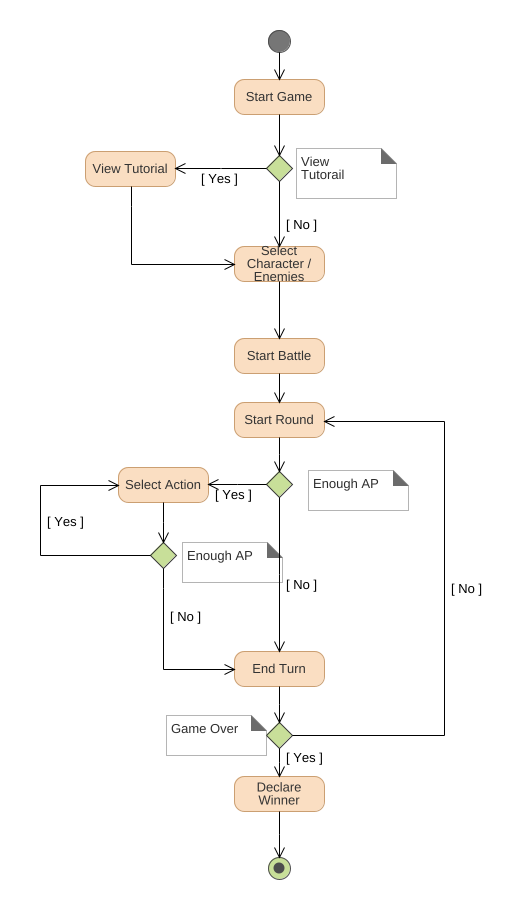 Start Game
View Tutorial
[ Yes ]
View
Tutorail
[ No ]
Select
Character /
Enemies
Start Battle
Start Round
Select Action
[ Yes ]
Enough AP
[ Yes ]
Enough AP
[ No ]
[ No ]
[ No ]
End Turn
Game Over
[ Yes ]
Declare
Winner